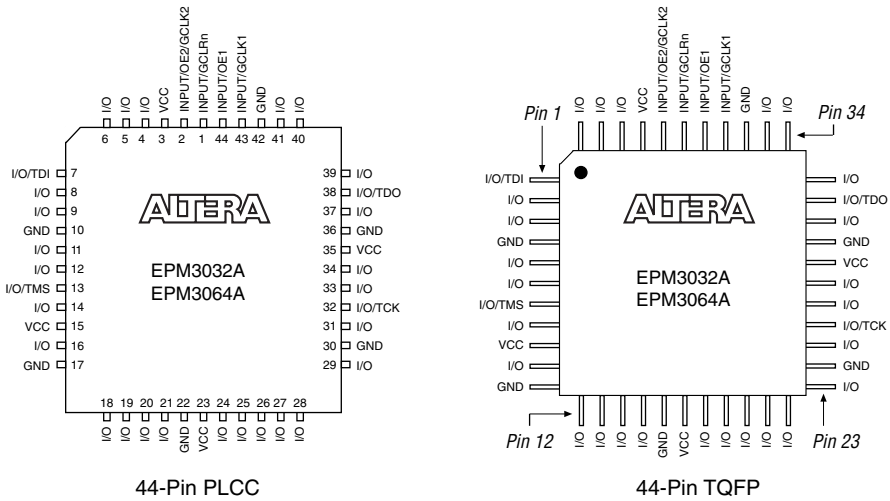 I/O
I/O
I/O
VCC
INPUT/OE2/GCLK2
INPUT/GCLRn
INPUT/OE1
INPUT/GCLK1
GND
I/O
I/O
6 5 4 3 2 1 44 43 42 41 40
I/O/TDI 7
I/O 8
I/O 9
GND 10
I/O 11
I/O 12
I/O/TMS 13
I/O 14
VCC 15
I/O 16
GND 17
ALTERA
EPM3032A
EPM3064A
39 I/O
38 I/O/TDO
37 I/O
36 GND
35 VCC
34 I/O
33 I/O
32 I/O/TCK
31 I/O
30 GND
29 I/O
18 19 20 21 22 23 24 25 26 27 28
I/O
I/O
I/O
I/O
GND
VCC
I/O
I/O
I/O
I/O
I/O
44-Pin PLCC
I/O
I/O
I/O
VCC
INPUT/OE2/GCLK2
INPUT/GCLRn
INPUT/OE1
INPUT/GCLK1
GND
I/O
I/O
Pin 1
Pin 34
I/O/TDI
I/O
I/O
GND
I/O
I/O
I/O/TMS
I/O
VCC
I/O
GND
ALTERA
EPM3032A
EPM3064A
I/O
I/O/TDO
I/O
GND
VCC
I/O
I/O
I/O/TCK
I/O
GND
I/O
Pin 12
Pin 23
I/O
I/O
I/O
I/O
GND
VCC
I/O
I/O
I/O
I/O
I/O
44-Pin TQFP